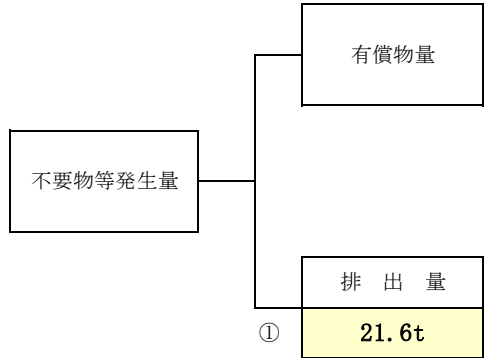 有償物量
不要物等発生量
排 出 量
① 21.6t